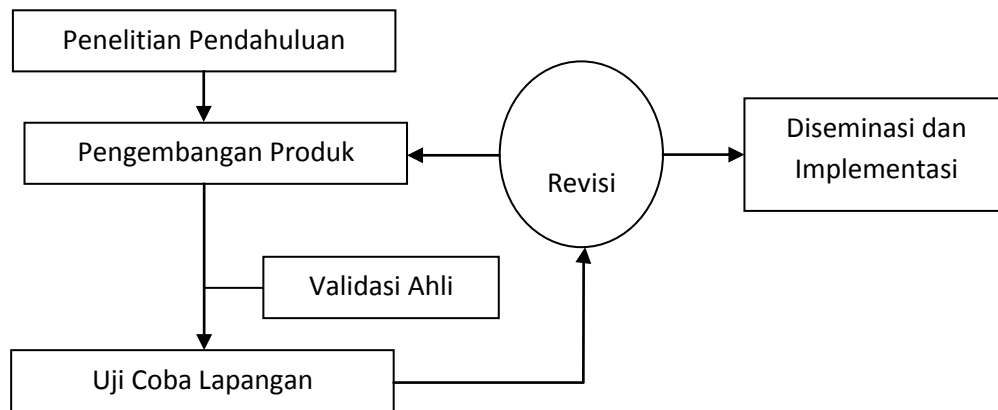 Penelitian Pendahuluan
Pengembangan Produk
Validasi Ahli
Uji Coba Lapangan
Revisi
Diseminasi dan
Implementasi